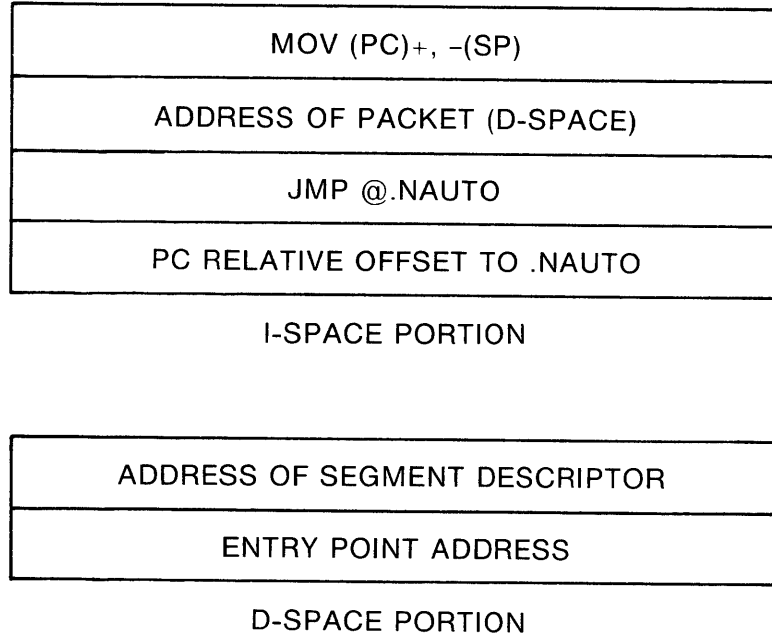 MOV (PC)+, –(SP)
ADDRESS OF PACKET (D-SPACE)
JMP @.NAUTO
PC RELATIVE OFFSET TO .NAUTO
I-SPACE PORTION
ADDRESS OF SEGMENT DESCRIPTOR
ENTRY POINT ADDRESS
D-SPACE PORTION